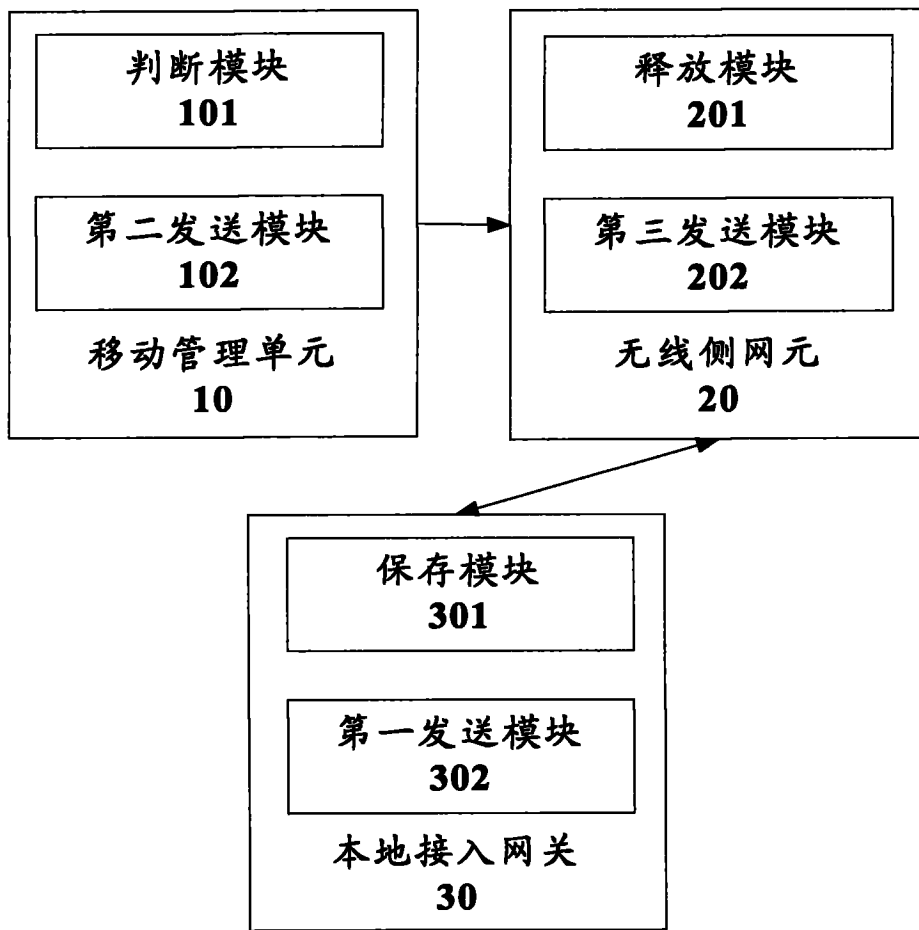 判断模块
101
第二发送模块
102
移动管理单元
10
释放模块
201
第三发送模块
202
无线侧网元
20
保存模块
301
第一发送模块
302
本地接入网关
30